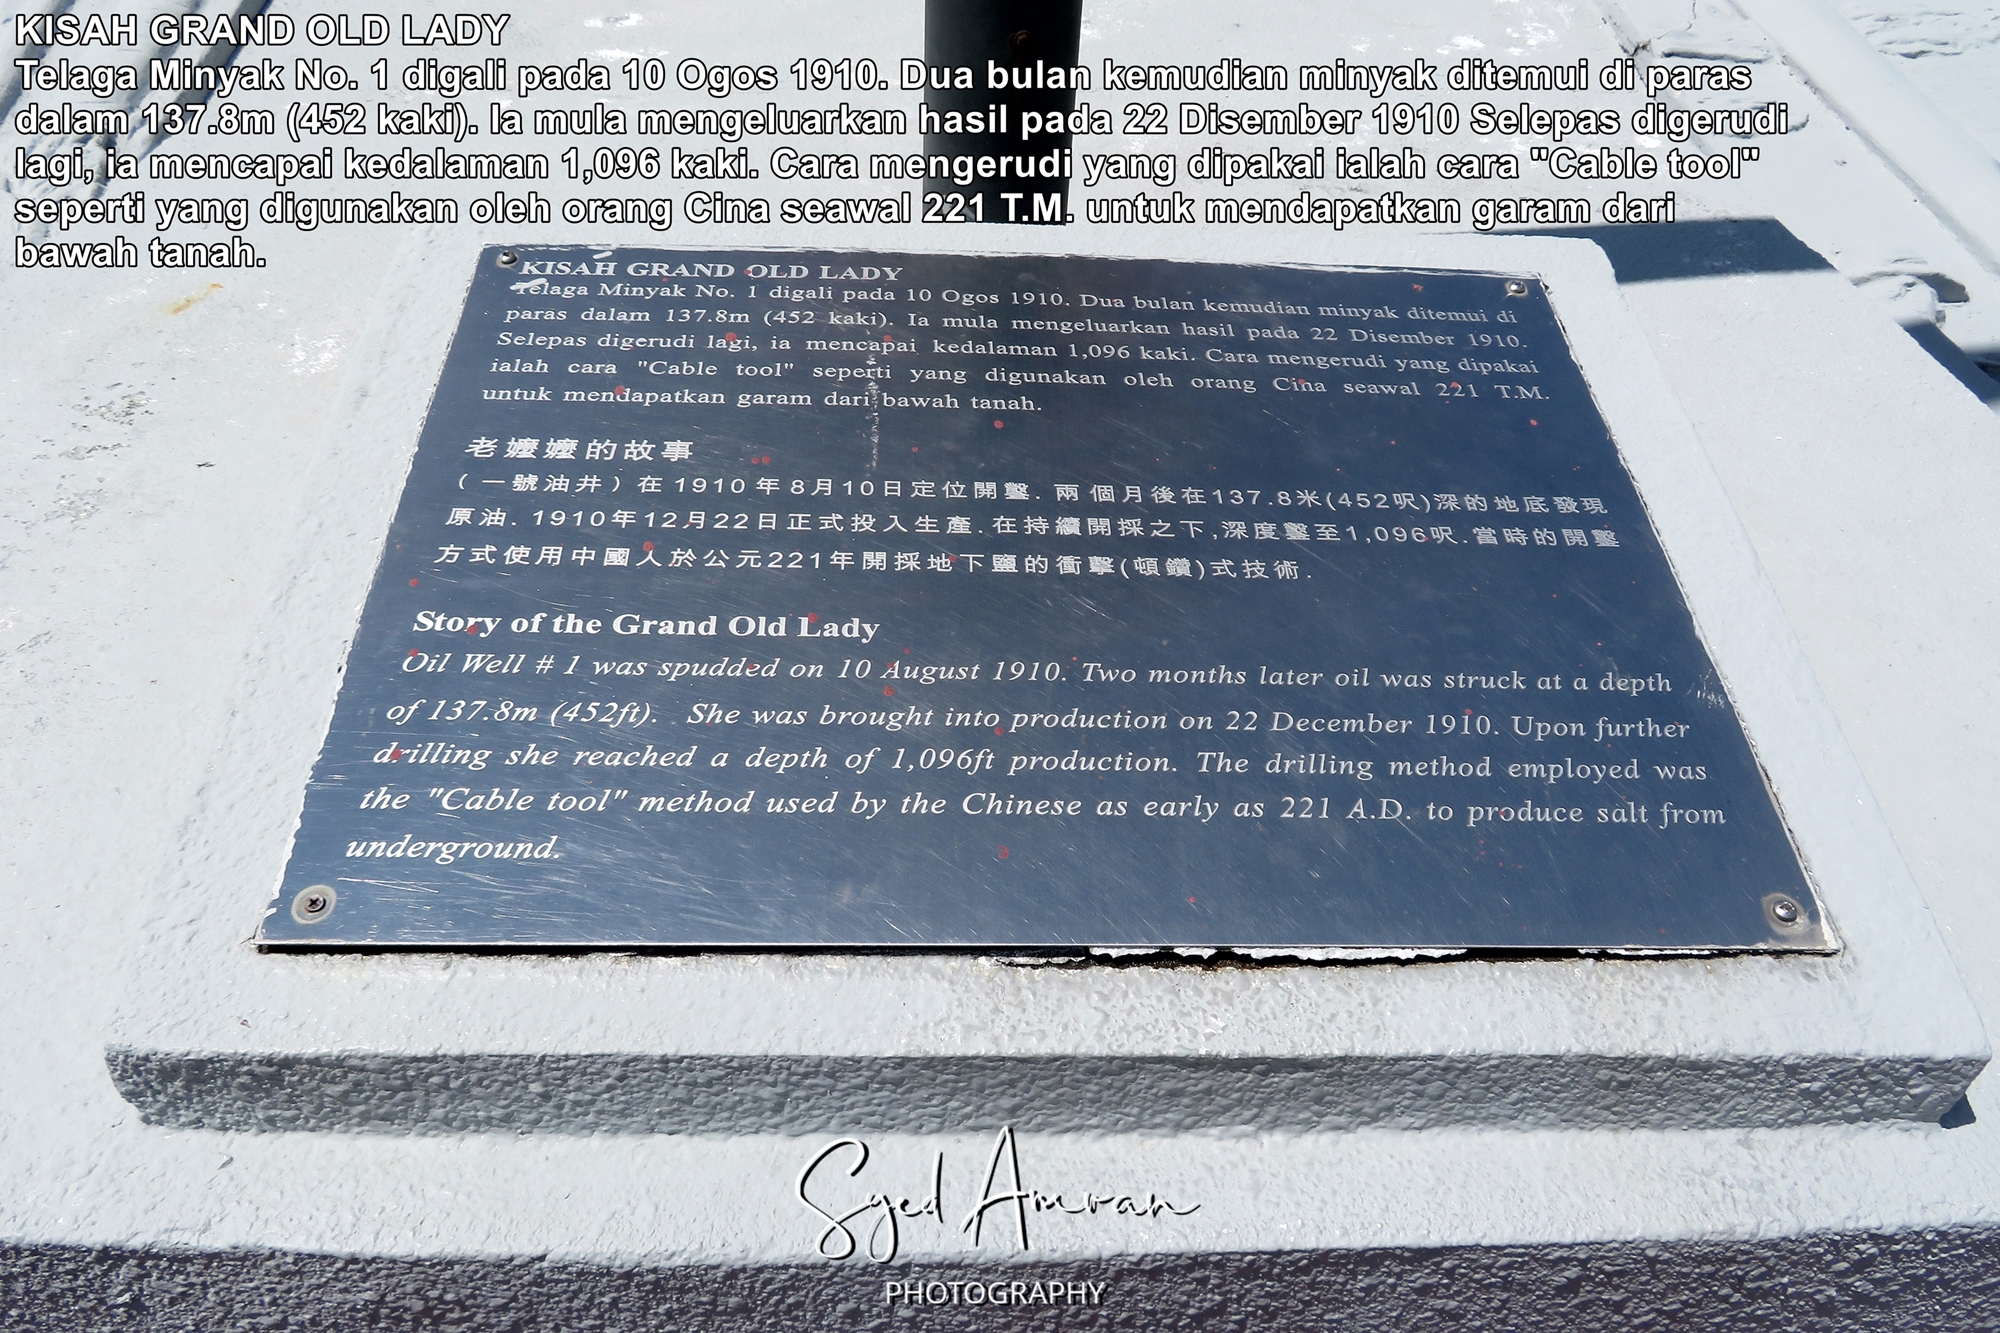 KISAH GRAND OLD LADY
Telaga Minyak No. 1 digali pada 10 Ogos 1910. Dua bulan kemudian minyak ditemui di paras
dalam 137.8m (452 kaki). Ia mula mengeluarkan hasil pada 22 Disember 1910 Selepas digerudi
lagi, ia mencapai kedalaman 1,096 kaki. Cara mengerudi yang dipakai ialah cara "Cable tool"
seperti yang digunakan oleh orang Cina seawal 221 T.M. untuk mendapatkan garam dari
bawah tanah.
KISAH GRAND OLD LADY
Telaga Minyak No. 1 digali pada 10 Ogos 1910. Dua bulan kemudian minyak ditemui di
paras dalam 137.8m (452 kaki). Ia mula mengeluarkan hasil pada 22 Disember 1910.
Selepas digerudi lagi, ia mencapai kedalaman 1,096 kaki. Cara mengerudi yang dipakai
ialah cara "Cable tool" seperti yang digunakan oleh orang Cina seawal 221 T.M.
untuk mendapatkan garam dari bawah tanah.
老嬤嬤的故事
(一號油井)在1910年8月10日定位開鑿.兩個月後在137.8米(452呎)深的地底發現
原油.1910年12月22日正式投入生產.在持續開採之下,深度鑿至1,096呎.當時的開鑿
方式使用中國人於公元221年開採地下鹽的衝擊(頓鑽)式技術.
Story of the Grand Old Lady
Oil Well # 1 was spudded on 10 August 1910. Two months later oil was struck at a depth
of 137.8m (452ft). She was brought into production on 22 December 1910. Upon further
drilling she reached a depth of 1,096ft production. The drilling method employed was
the "Cable tool" method used by the Chinese as early as 221 A.D. to produce salt from
underground.
Syed Amran
PHOTOGRAPHY